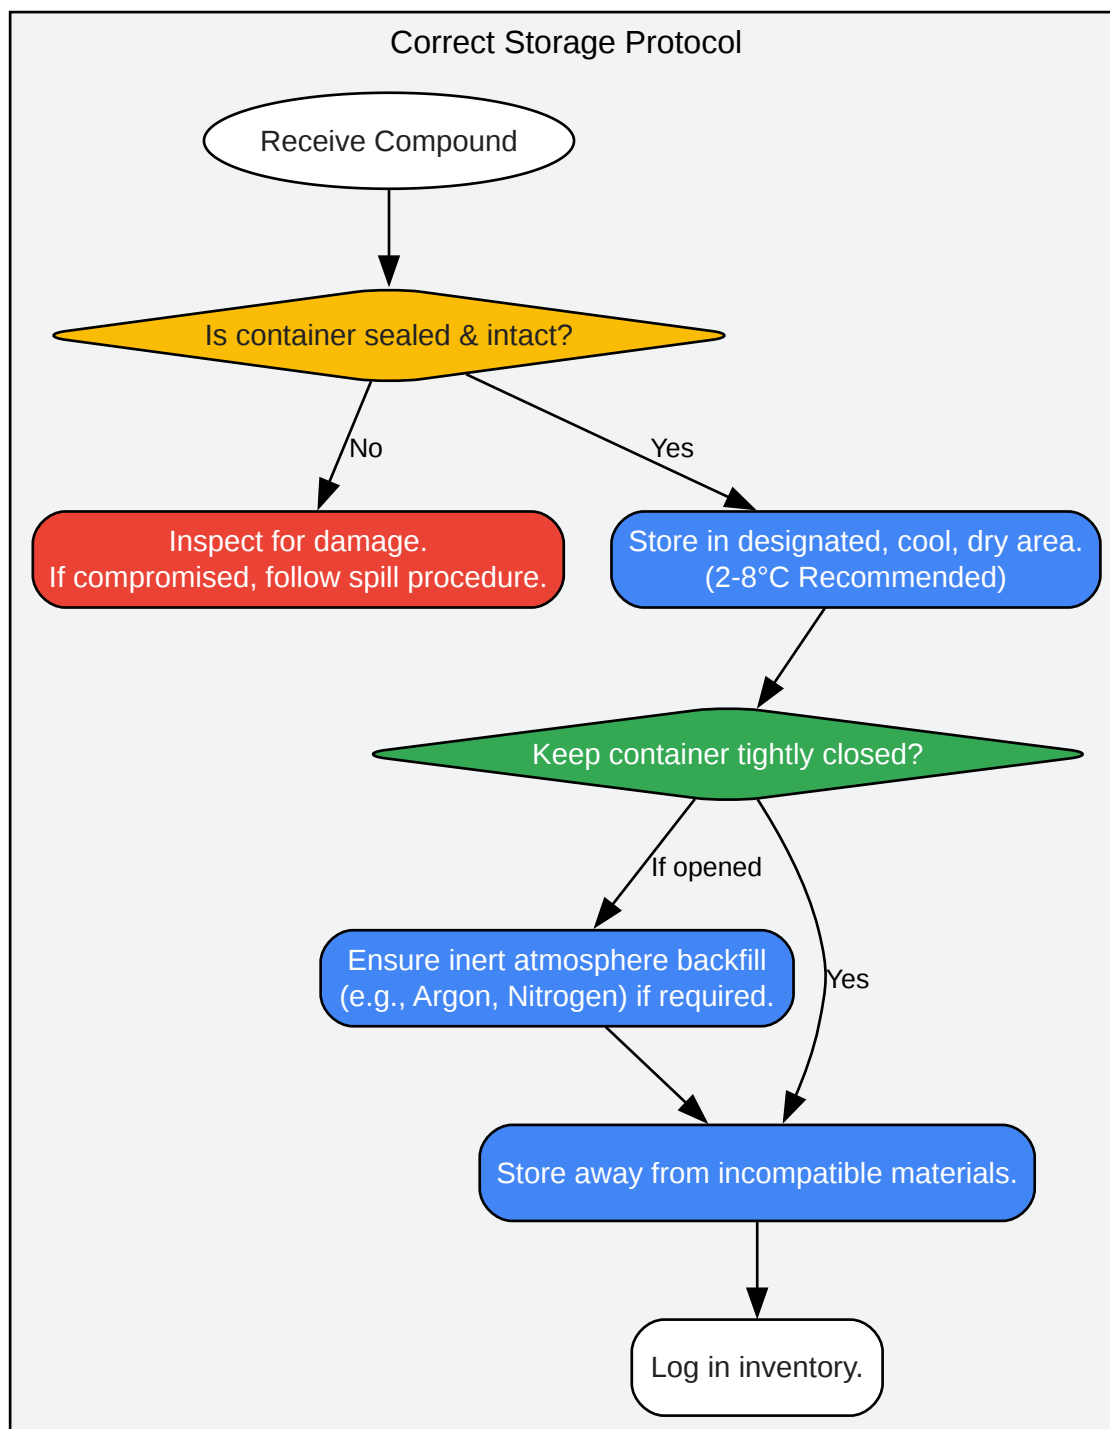 Correct Storage Protocol
Receive Compound
Is container sealed & intact?
No
Yes
Inspect for damage.
If compromised, follow spill procedure.
Store in designated, cool, dry area.
(2-8°C Recommended)
Keep container tightly closed?
If opened
Ensure inert atmosphere backfill
(e.g., Argon, Nitrogen) if required.
Yes
Store away from incompatible materials.
Log in inventory.